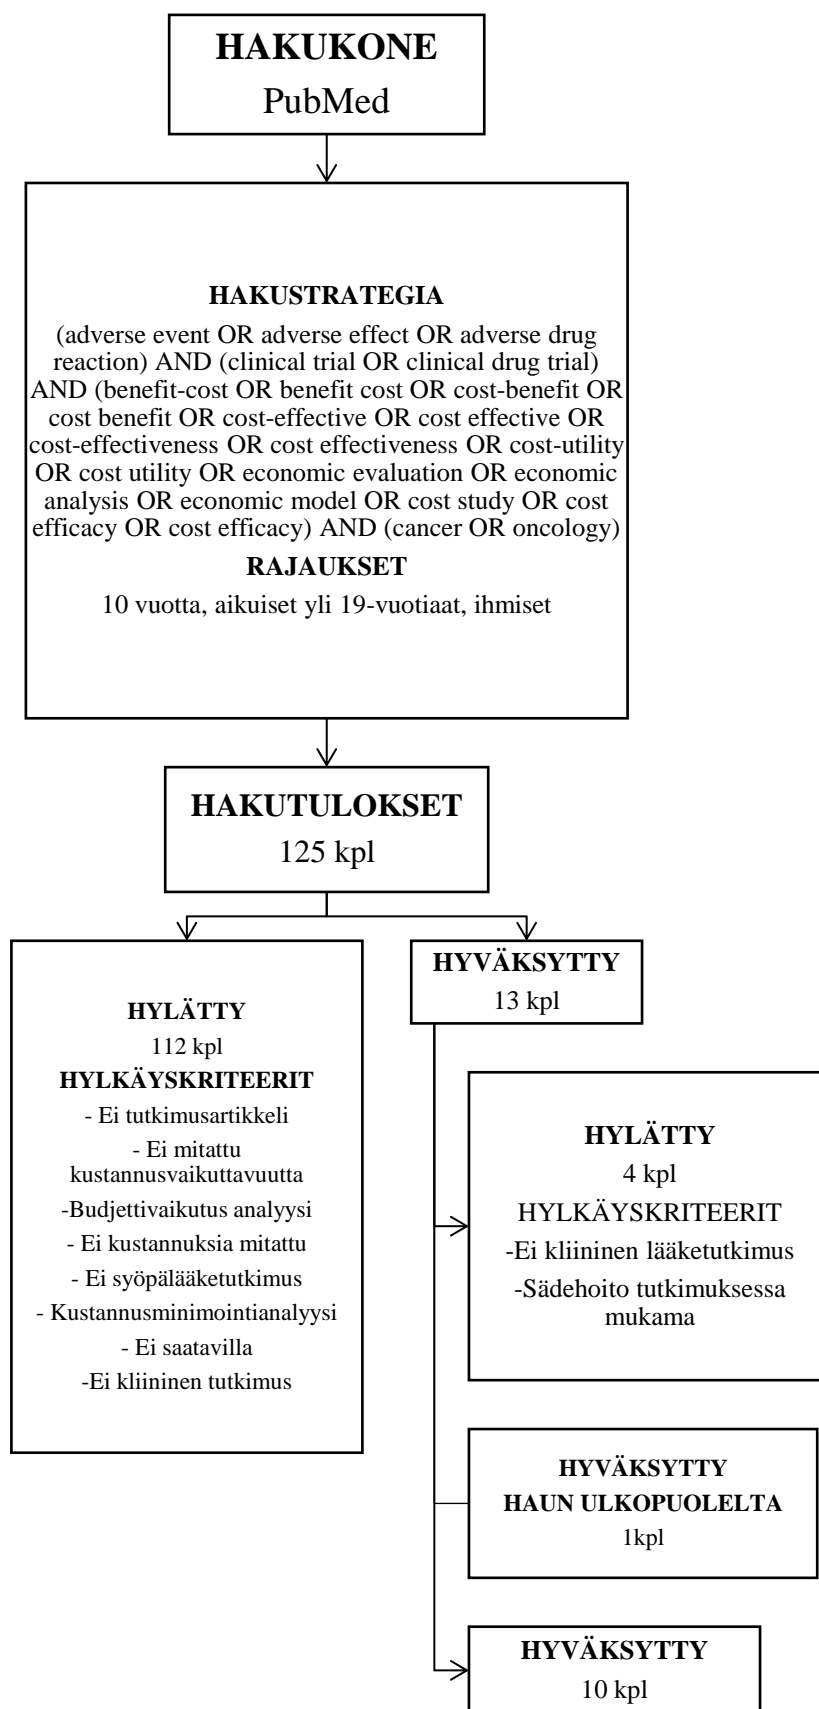 HAKUKONE
PubMed
HAKUSTRATEGIA
(adverse event OR adverse effect OR adverse drug
reaction) AND (clinical trial OR clinical drug trial)
AND (benefit-cost OR benefit cost OR cost-benefit OR
cost benefit OR cost-effective OR cost effective OR
cost-effectiveness OR cost effectiveness OR cost-utility
OR cost utility OR economic evaluation OR economic
analysis OR economic model OR cost study OR cost
efficacy OR cost efficacy) AND (cancer OR oncology)
RAJAUKSET
10 vuotta, aikuiset yli 19-vuotiaat, ihmiset
HAKUTULOKSET
125 kpl
HYLÄTTY
112 kpl
HYLKÄYSKRITEERIT
- Ei tutkimusartikkeli
- Ei mitattu
kustannusvaikuttavuutta
-Budjettivaikutus analyysi
- Ei kustannuksia mitattu
- Ei syöpälääketutkimus
- Kustannusminimointianalyysi
- Ei saatavilla
-Ei kliininen tutkimus
HYVÄKSYTTY
13 kpl
HYLÄTTY
4 kpl
HYLKÄYSKRITEERIT
-Ei kliininen lääketutkimus
-Sädehoito tutkimuksessa
mukama
HYVÄKSYTTY
HAUN ULKOPUOLELTA
1kpl
HYVÄKSYTTY
10 kpl